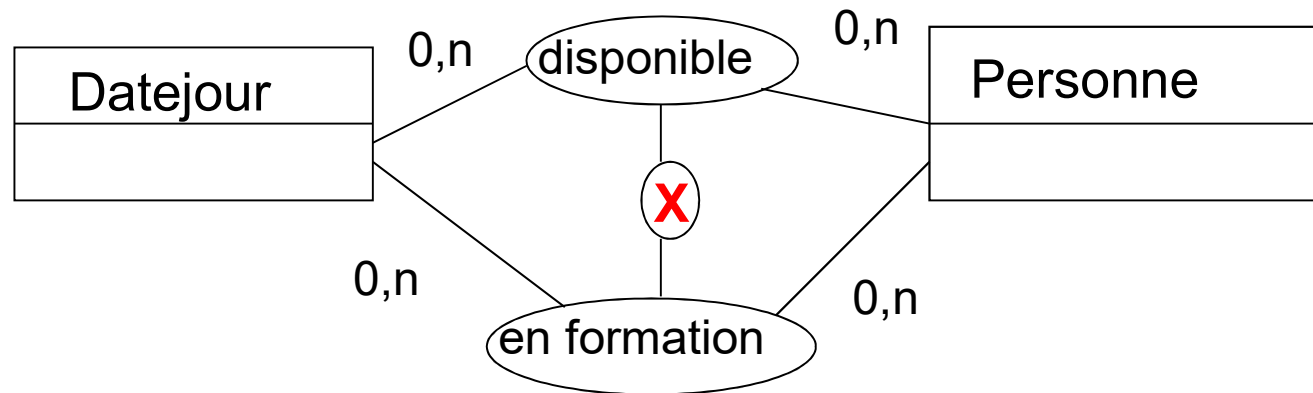 Datejour
0,n
disponible
0,n
Personne
X
0,n
en formation
0,n